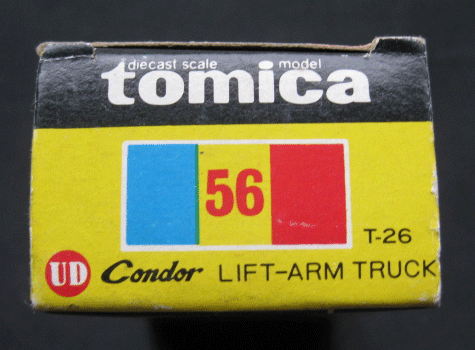 diecast scale model
tomica
56
T-26
UD Condor LIFT-ARM TRUCK